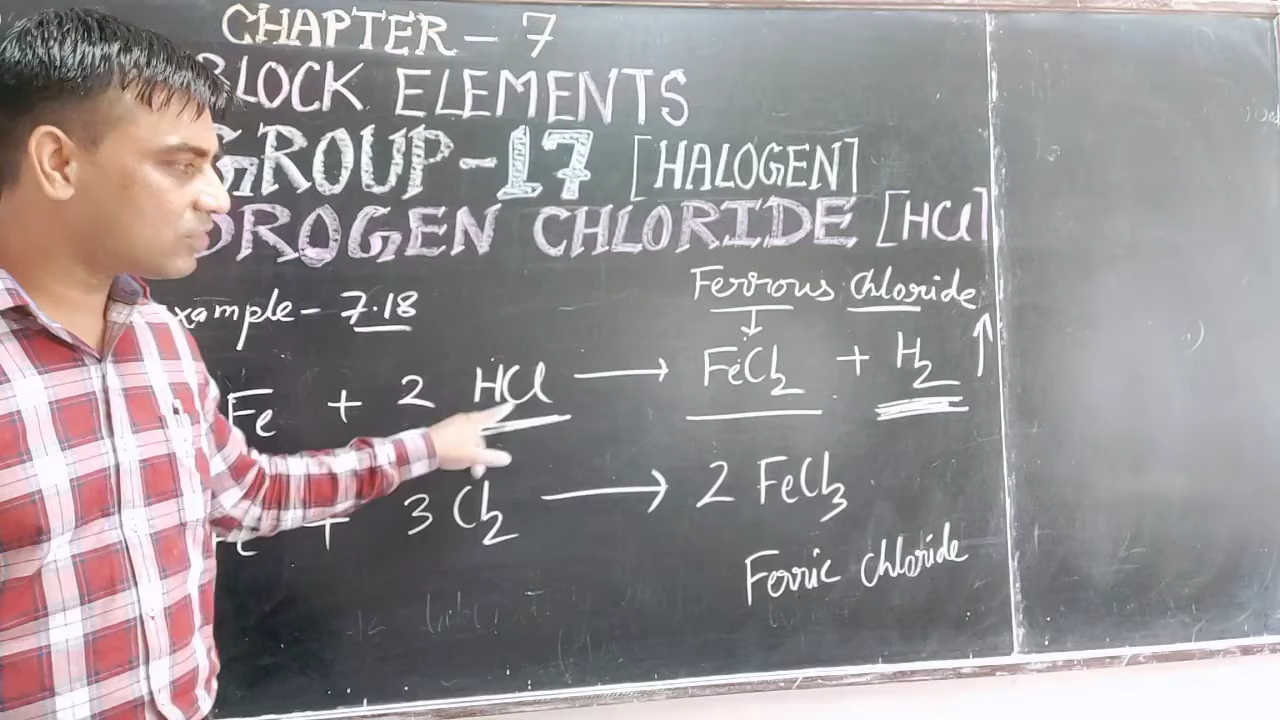 CHAPTER - 7
BLOCK ELEMENTS
GROUP-17 [HALOGEN]
DROGEN CHLORIDE [HCl]
xample - 7.18
Ferrous chloride
Fe + 2 HCl → FeCl2 + H2 ↑
+ 3 Cl2 → 2 FeCl3
Ferric chloride